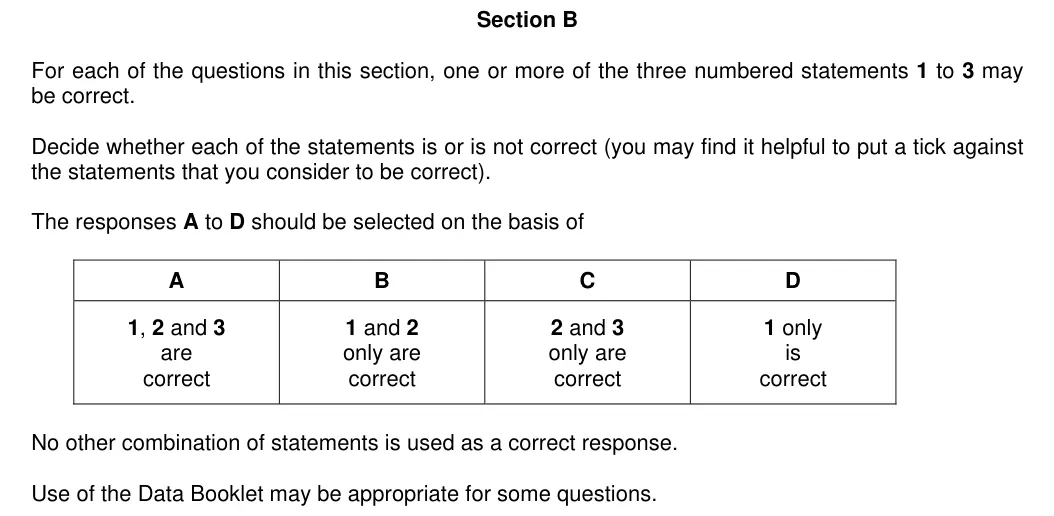 Section B
For each of the questions in this section, one or more of the three numbered statements 1 to 3 may
be correct.
Decide whether each of the statements is or is not correct (you may find it helpful to put a tick against
the statements that you consider to be correct).
The responses A to D should be selected on the basis of
A B C D
1, 2 and 3 1 and 2 2 and 3 1 only
are only are only are is
correct correct correct correct
No other combination of statements is used as a correct response.
Use of the Data Booklet may be appropriate for some questions.